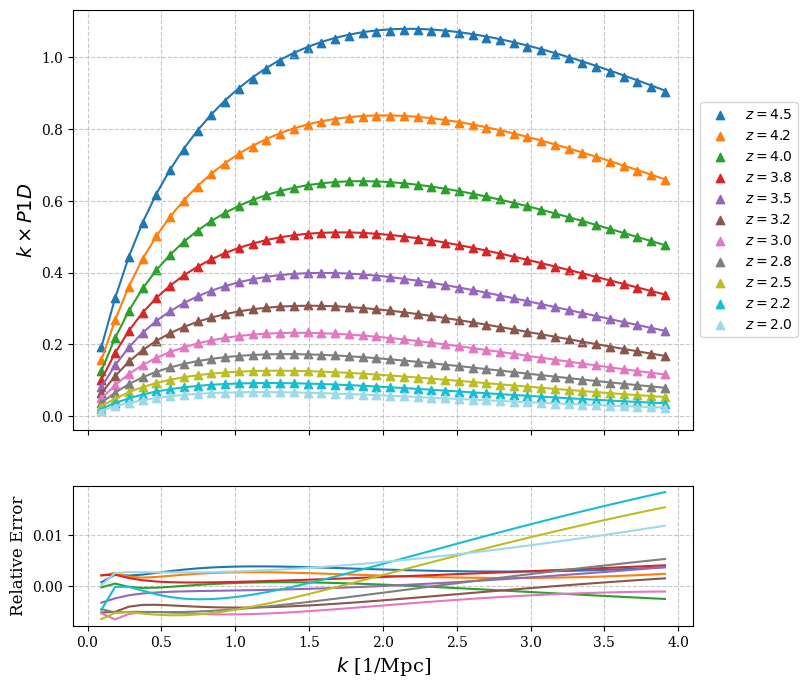 1.0
0.8
0.6
0.4
0.2
0.0
k × P1D
z = 4.5
z = 4.2
z = 4.0
z = 3.8
z = 3.5
z = 3.2
z = 3.0
z = 2.8
z = 2.5
z = 2.2
z = 2.0
0.01
0.00
Relative Error
0.0 0.5 1.0 1.5 2.0 2.5 3.0 3.5 4.0
k [1/Mpc]